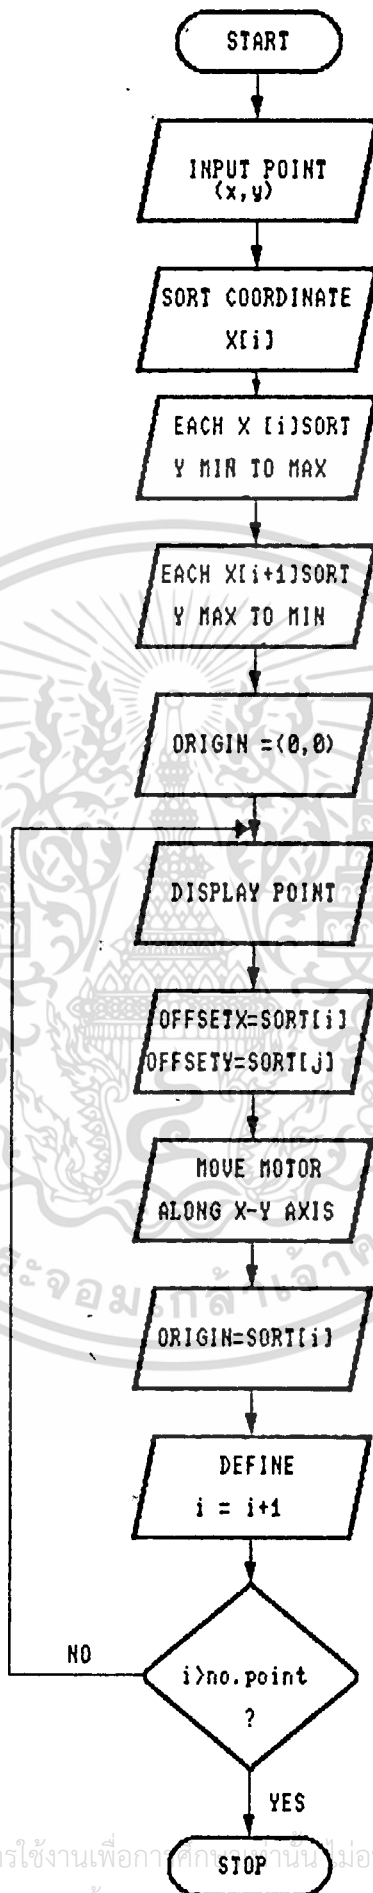 START
INPUT POINT
(x,y)
SORT COORDINATE
X[i]
EACH X [i]SORT
Y MIN TO MAX
EACH X[i+1]SORT
Y MAX TO MIN
ORIGIN =(0,0)
DISPLAY POINT
OFFSETX=SORT[i]
OFFSETY=SORT[j]
MOVE MOTOR
ALONG X-Y AXIS
ORIGIN=SORT[i]
DEFINE
i = i+1
NO
i>no.point
?
YES
STOP